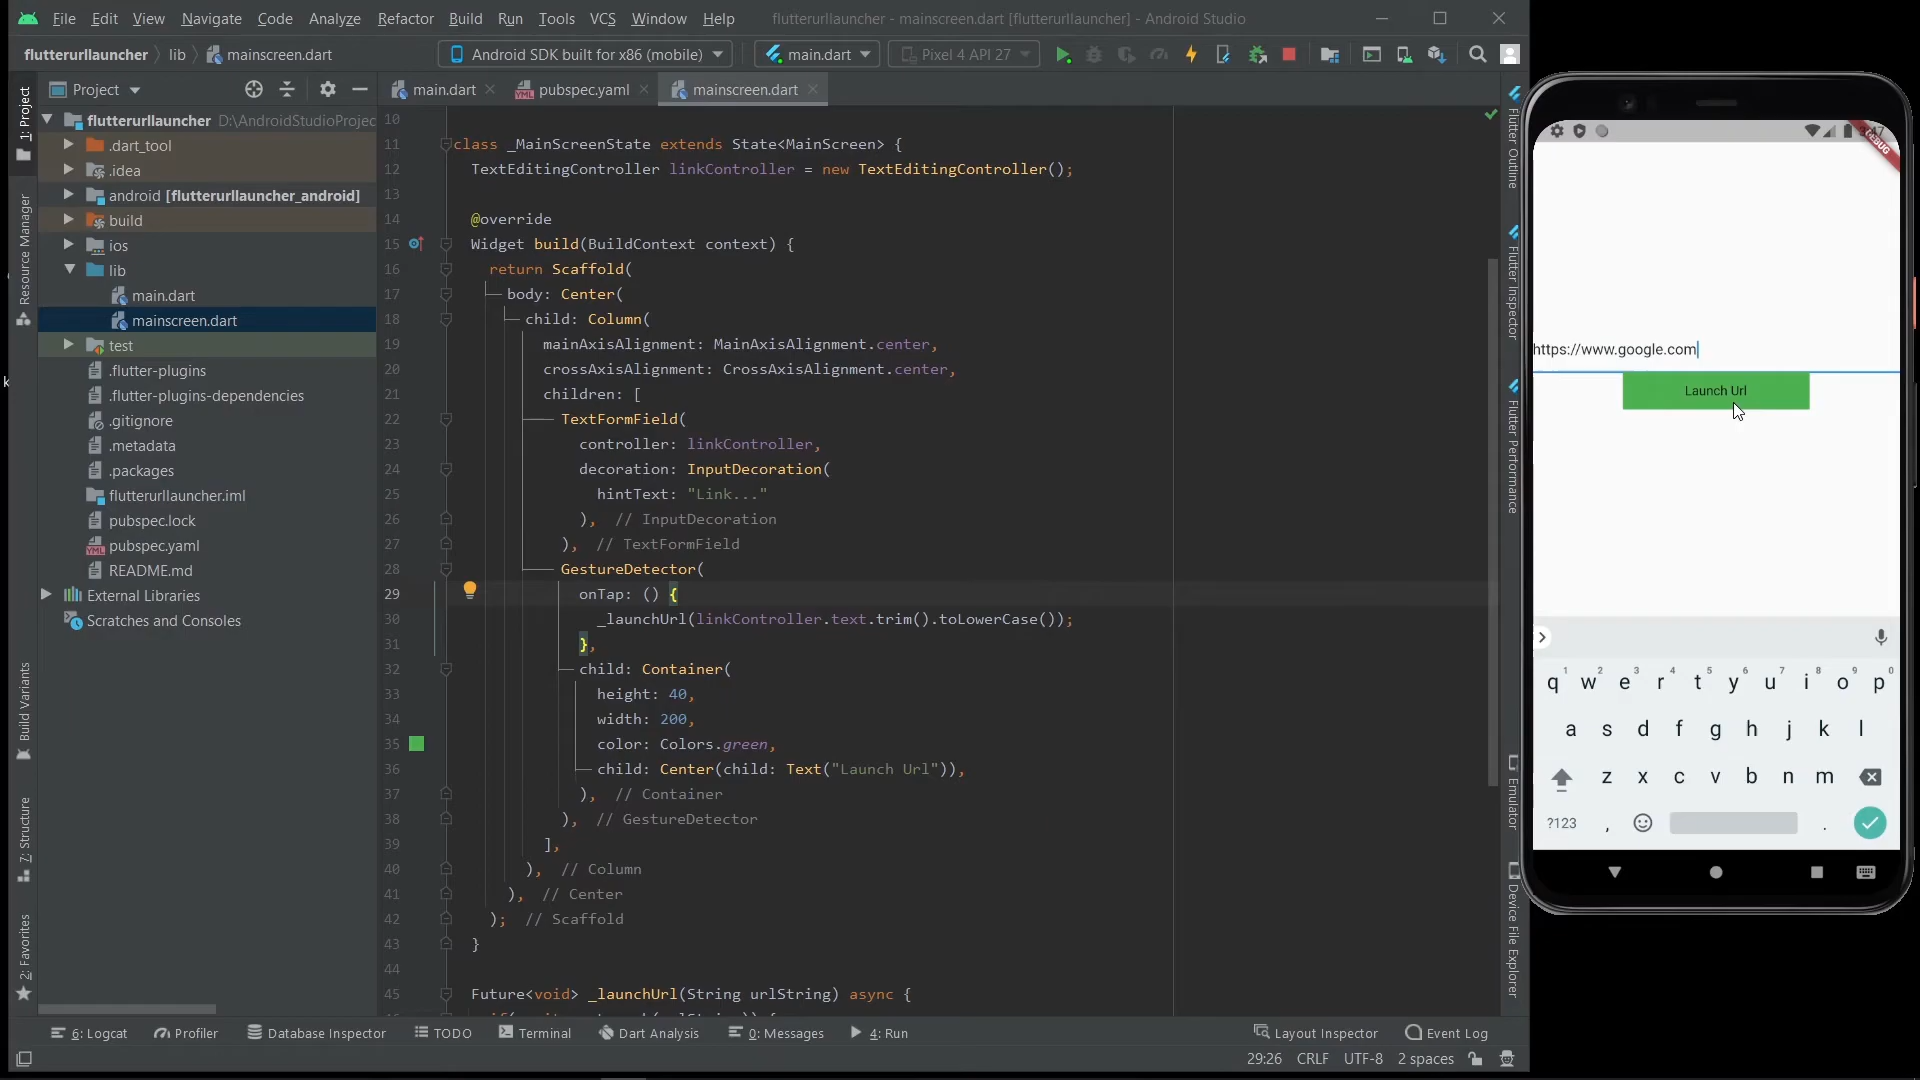 File Edit View Navigate Code Analyze Refactor Build Run Tools VCS Window Help flutterurllauncher - mainscreen.dart [flutterurllauncher] - Android Studio
flutterurllauncher lib mainscreen.dart Android SDK built for x86 (mobile) main.dart Pixel 4 API 27
Project main.dart pubspec.yaml mainscreen.dart
1: Project
Resource Manager
Build Variants
7: Structure
2: Favorites
flutterurllauncher D:\AndroidStudioProjec
.dart_tool
.idea
android [flutterurllauncher_android]
build
ios
lib
main.dart
mainscreen.dart
test
.flutter-plugins
.flutter-plugins-dependencies
.gitignore
.metadata
.packages
flutterurllauncher.iml
pubspec.lock
pubspec.yaml
README.md
External Libraries
Scratches and Consoles
10
11 class _MainScreenState extends State<MainScreen> {
12 TextEditingController linkController = new TextEditingController();
13
14 @override
15 Widget build(BuildContext context) {
16 return Scaffold(
17 body: Center(
18 child: Column(
19 mainAxisAlignment: MainAxisAlignment.center,
20 crossAxisAlignment: CrossAxisAlignment.center,
21 children: [
22 TextFormField(
23 controller: linkController,
24 decoration: InputDecoration(
25 hintText: "Link..."
26 ), // InputDecoration
27 ), // TextFormField
28 GestureDetector(
29 onTap: () {
30 _launchUrl(linkController.text.trim().toLowerCase());
31 },
32 child: Container(
33 height: 40,
34 width: 200,
35 color: Colors.green,
36 child: Center(child: Text("Launch Url")),
37 ), // Container
38 ), // GestureDetector
39 ],
40 ), // Column
41 ), // Center
42 ); // Scaffold
43 }
44
45 Future<void> _launchUrl(String urlString) async {
Flutter Outline
Flutter Inspector
Flutter Performance
Emulator
Device File Explorer
DEBUG
https://www.google.com
Launch Url
q1 w2 e3 r4 t5 y6 u7 i8 o9 p0
a s d f g h j k l
z x c v b n m
?123 , .
6: Logcat Profiler Database Inspector TODO Terminal Dart Analysis 0: Messages 4: Run Layout Inspector Event Log
29:26 CRLF UTF-8 2 spaces